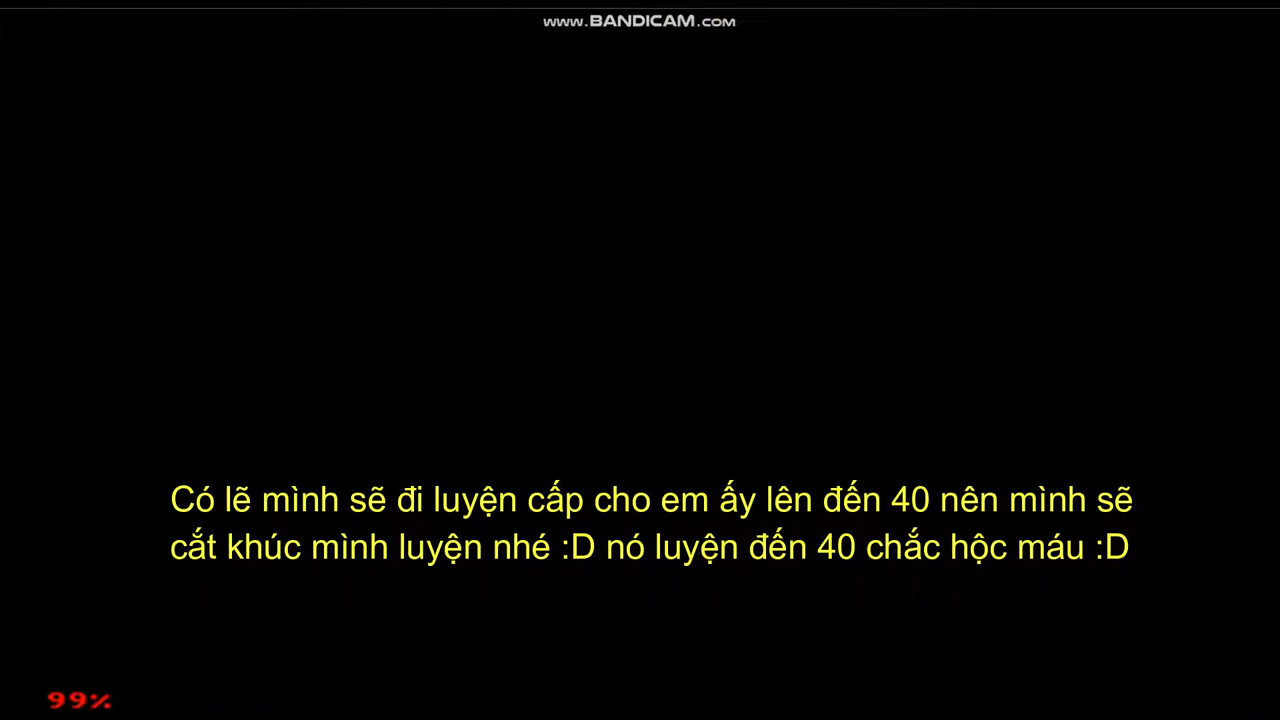 www.BANDICAM.com
Có lẽ mình sẽ đi luyện cấp cho em ấy lên đến 40 nên mình sẽ
cắt khúc mình luyện nhé :D nó luyện đến 40 chắc hộc máu :D
99%